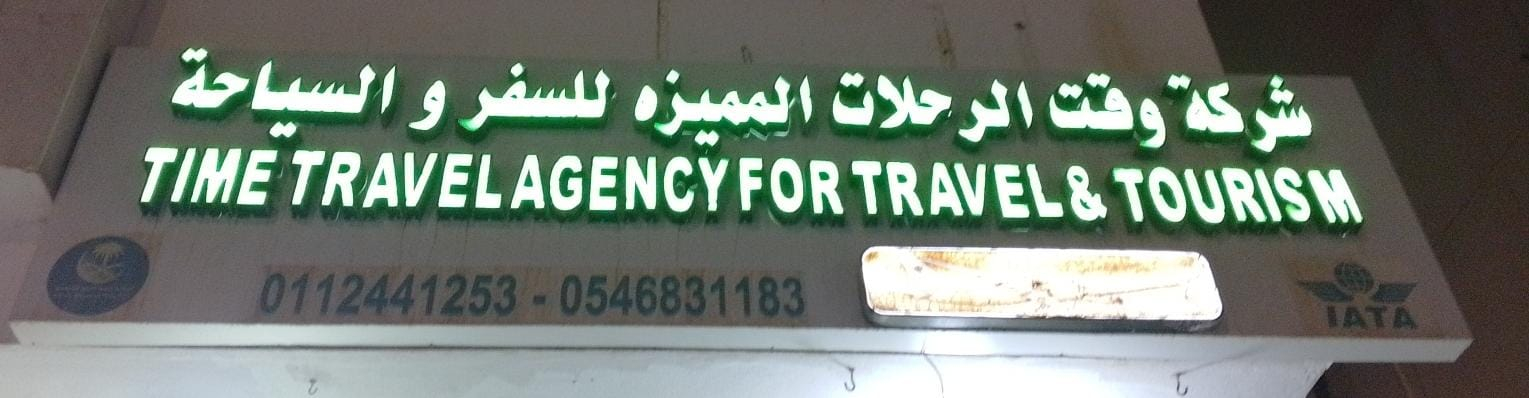 شركة وقت الرحلات المميزه للسفر و السياحة
TIME TRAVEL AGENCY FOR TRAVEL & TOURISM
0112441253 - 0546831183
IATA